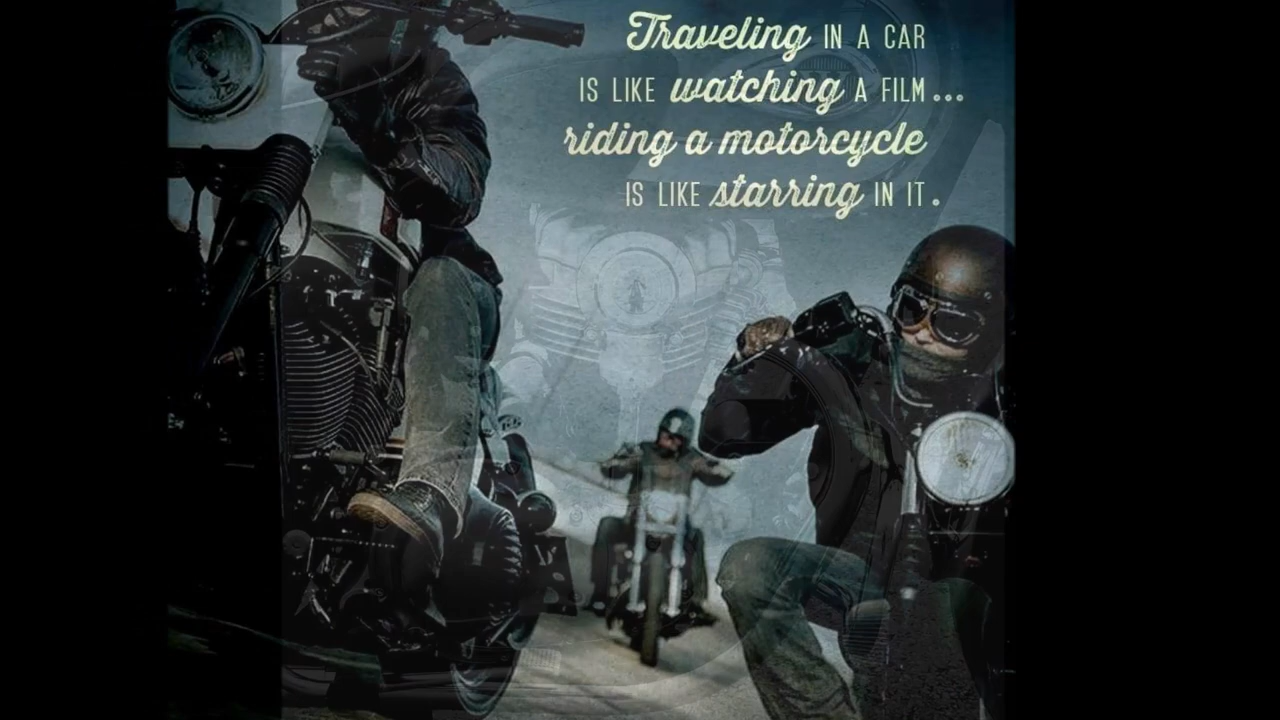 Traveling IN A CAR
IS LIKE watching A FILM...
riding a motorcycle
IS LIKE starring IN IT.